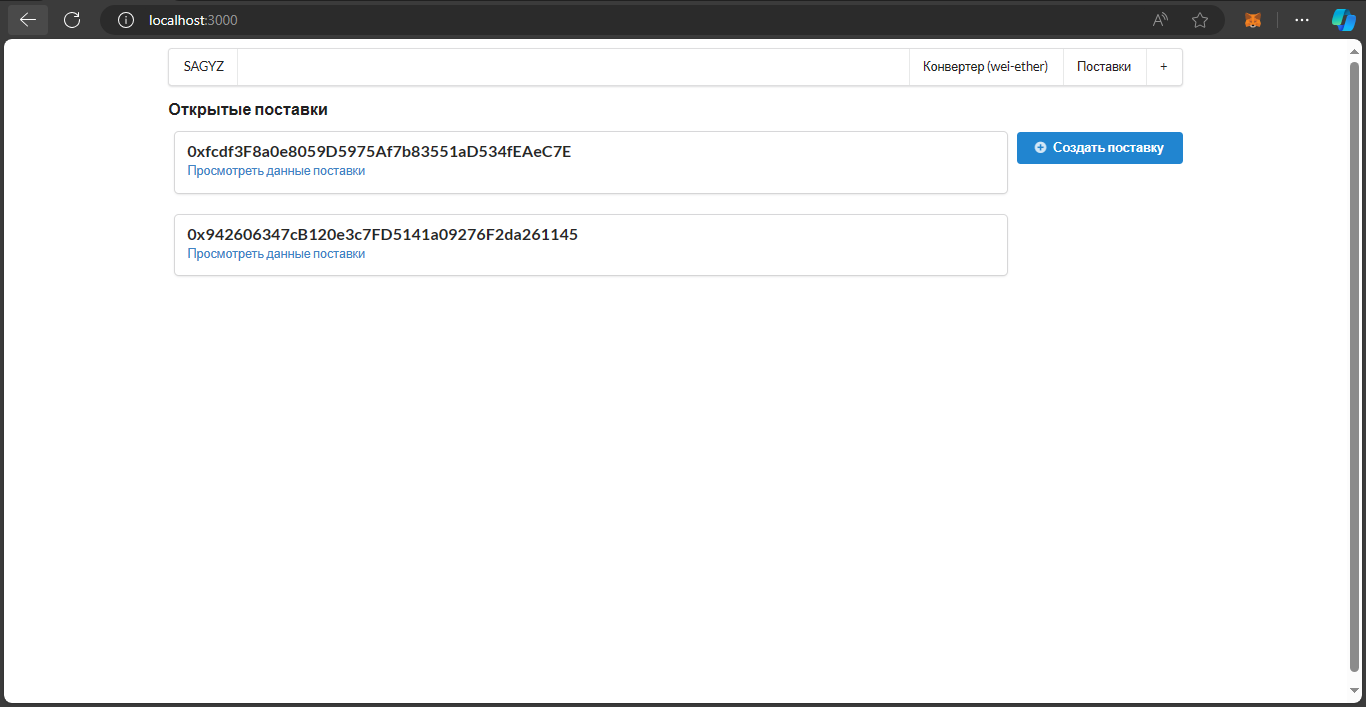 localhost:3000
SAGYZ
Конвертер (wei-ether)
Поставки
+
Открытые поставки
0xfcdf3F8a0e8059D5975Af7b83551aD534fEAeC7E
Просмотреть данные поставки
Создать поставку
0x942606347cB120e3c7FD5141a09276F2da261145
Просмотреть данные поставки